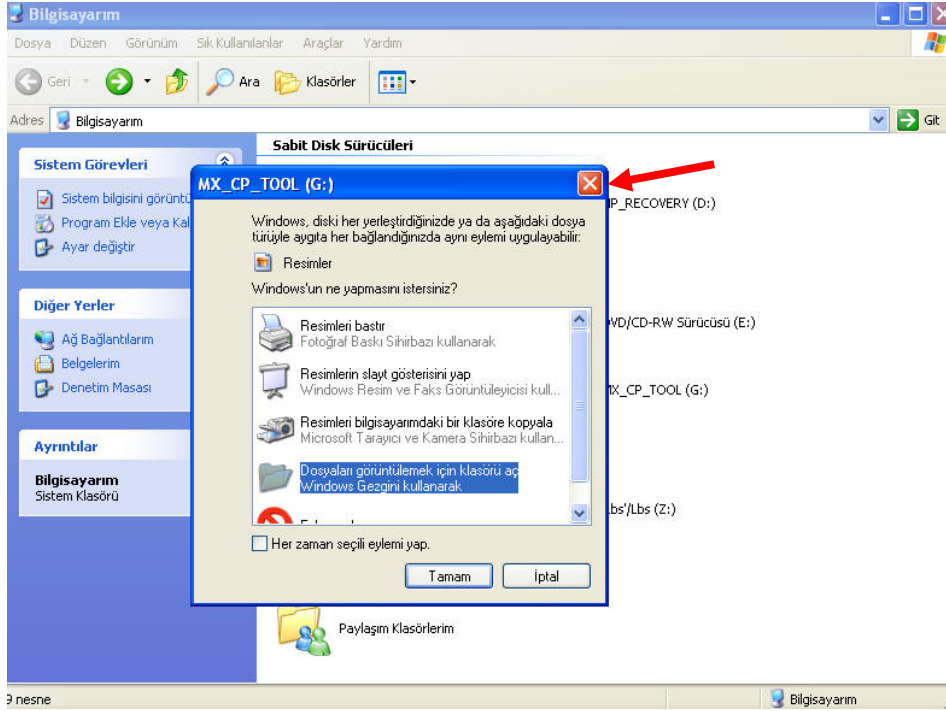 Bilgisayarım
Dosya Düzen Görünüm Sık Kullanılanlar Araçlar Yardım
Geri Ara Klasörler
Adres Bilgisayarım Git
Sistem Görevleri
Sistem bilgisini görüntü
Program Ekle veya Kal
Ayar değiştir
Diğer Yerler
Ağ Bağlantılarım
Belgelerim
Denetim Masası
Ayrıntılar
Bilgisayarım
Sistem Klasörü
Sabit Disk Sürücüleri
P_RECOVERY (D:)
VD/CD-RW Sürücüsü (E:)
X_CP_TOOL (G:)
bs'/Lbs (Z:)
Paylaşım Klasörlerim
MX_CP_TOOL (G:)
Windows, diski her yerleştirdiğinizde ya da aşağıdaki dosya
türüyle aygıta her bağlandığınızda aynı eylemi uygulayabilir:
Resimler
Windows'un ne yapmasını istersiniz?
Resimleri bastır
Fotoğraf Baskı Sihirbazı kullanarak
Resimlerin slayt gösterisini yap
Windows Resim ve Faks Görüntüleyicisi kull...
Resimleri bilgisayarımdaki bir klasöre kopyala
Microsoft Tarayıcı ve Kamera Sihirbazı kullan...
Dosyaları görüntülemek için klasörü aç
Windows Gezgini kullanarak
Her zaman seçili eylemi yap.
Tamam İptal
9 nesne Bilgisayarım